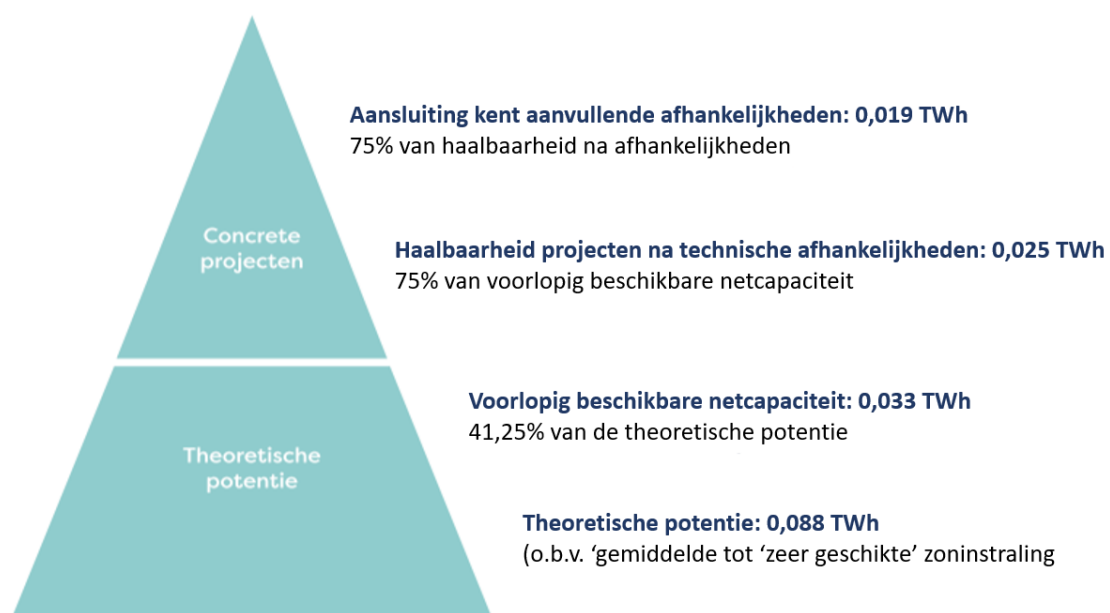 Aansluiting kent aanvullende afhankelijkheden: 0,019 TWh
75% van haalbaarheid na afhankelijkheden
Concrete
projecten
Haalbaarheid projecten na technische afhankelijkheden: 0,025 TWh
75% van voorlopig beschikbare netcapaciteit
Voorlopig beschikbare netcapaciteit: 0,033 TWh
41,25% van de theoretische potentie
Theoretische
potentie
Theoretische potentie: 0,088 TWh
(o.b.v. ‘gemiddelde tot ‘zeer geschikte’ zoninstraling